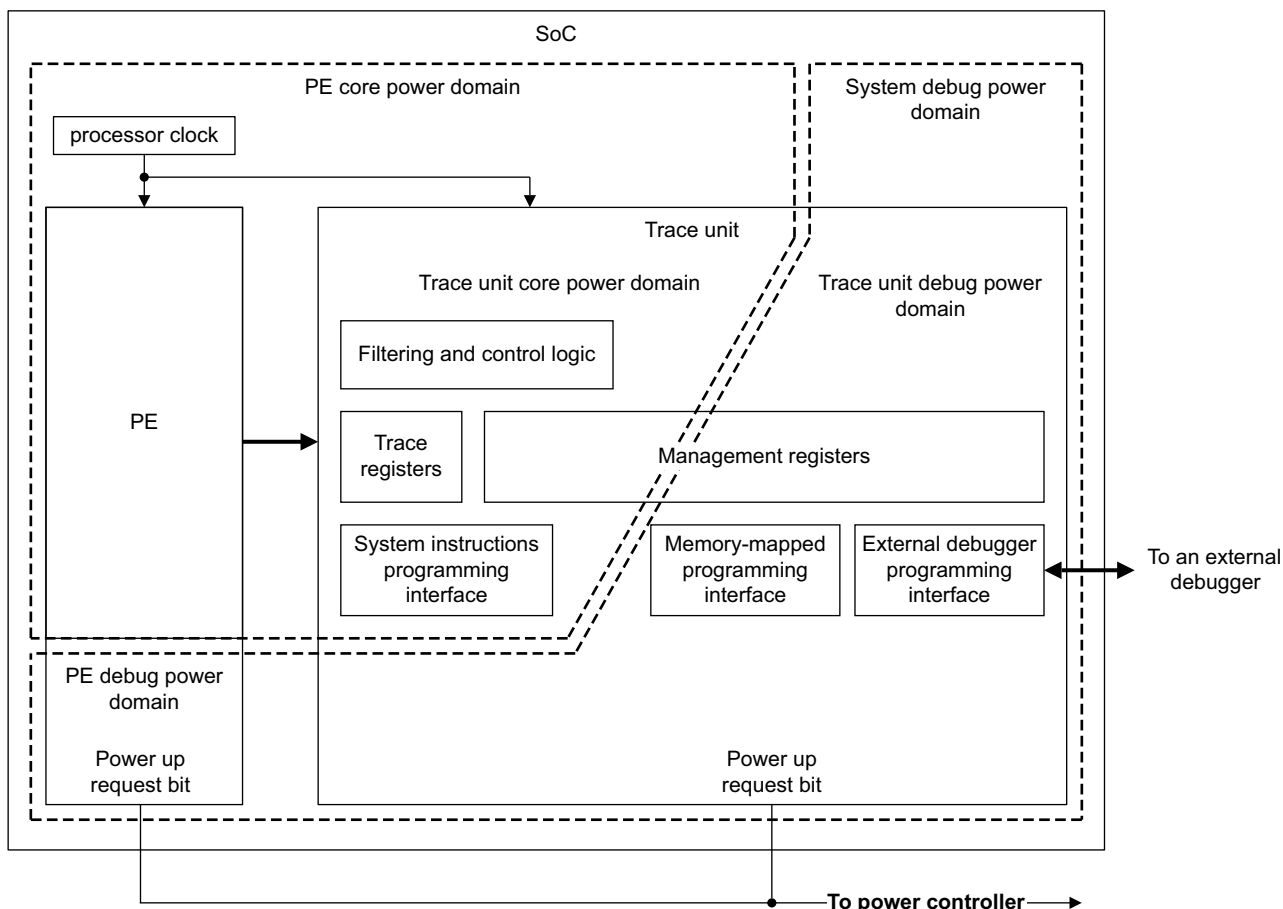 SoC
PE core power domain
System debug power
domain
processor clock
Trace unit
Trace unit core power domain
Trace unit debug power
domain
Filtering and control logic
PE
Trace
registers
Management registers
System instructions
programming
interface
Memory-mapped
programming
interface
External debugger
programming
interface
To an external
debugger
PE debug power
domain
Power up
request bit
Power up
request bit
To power controller